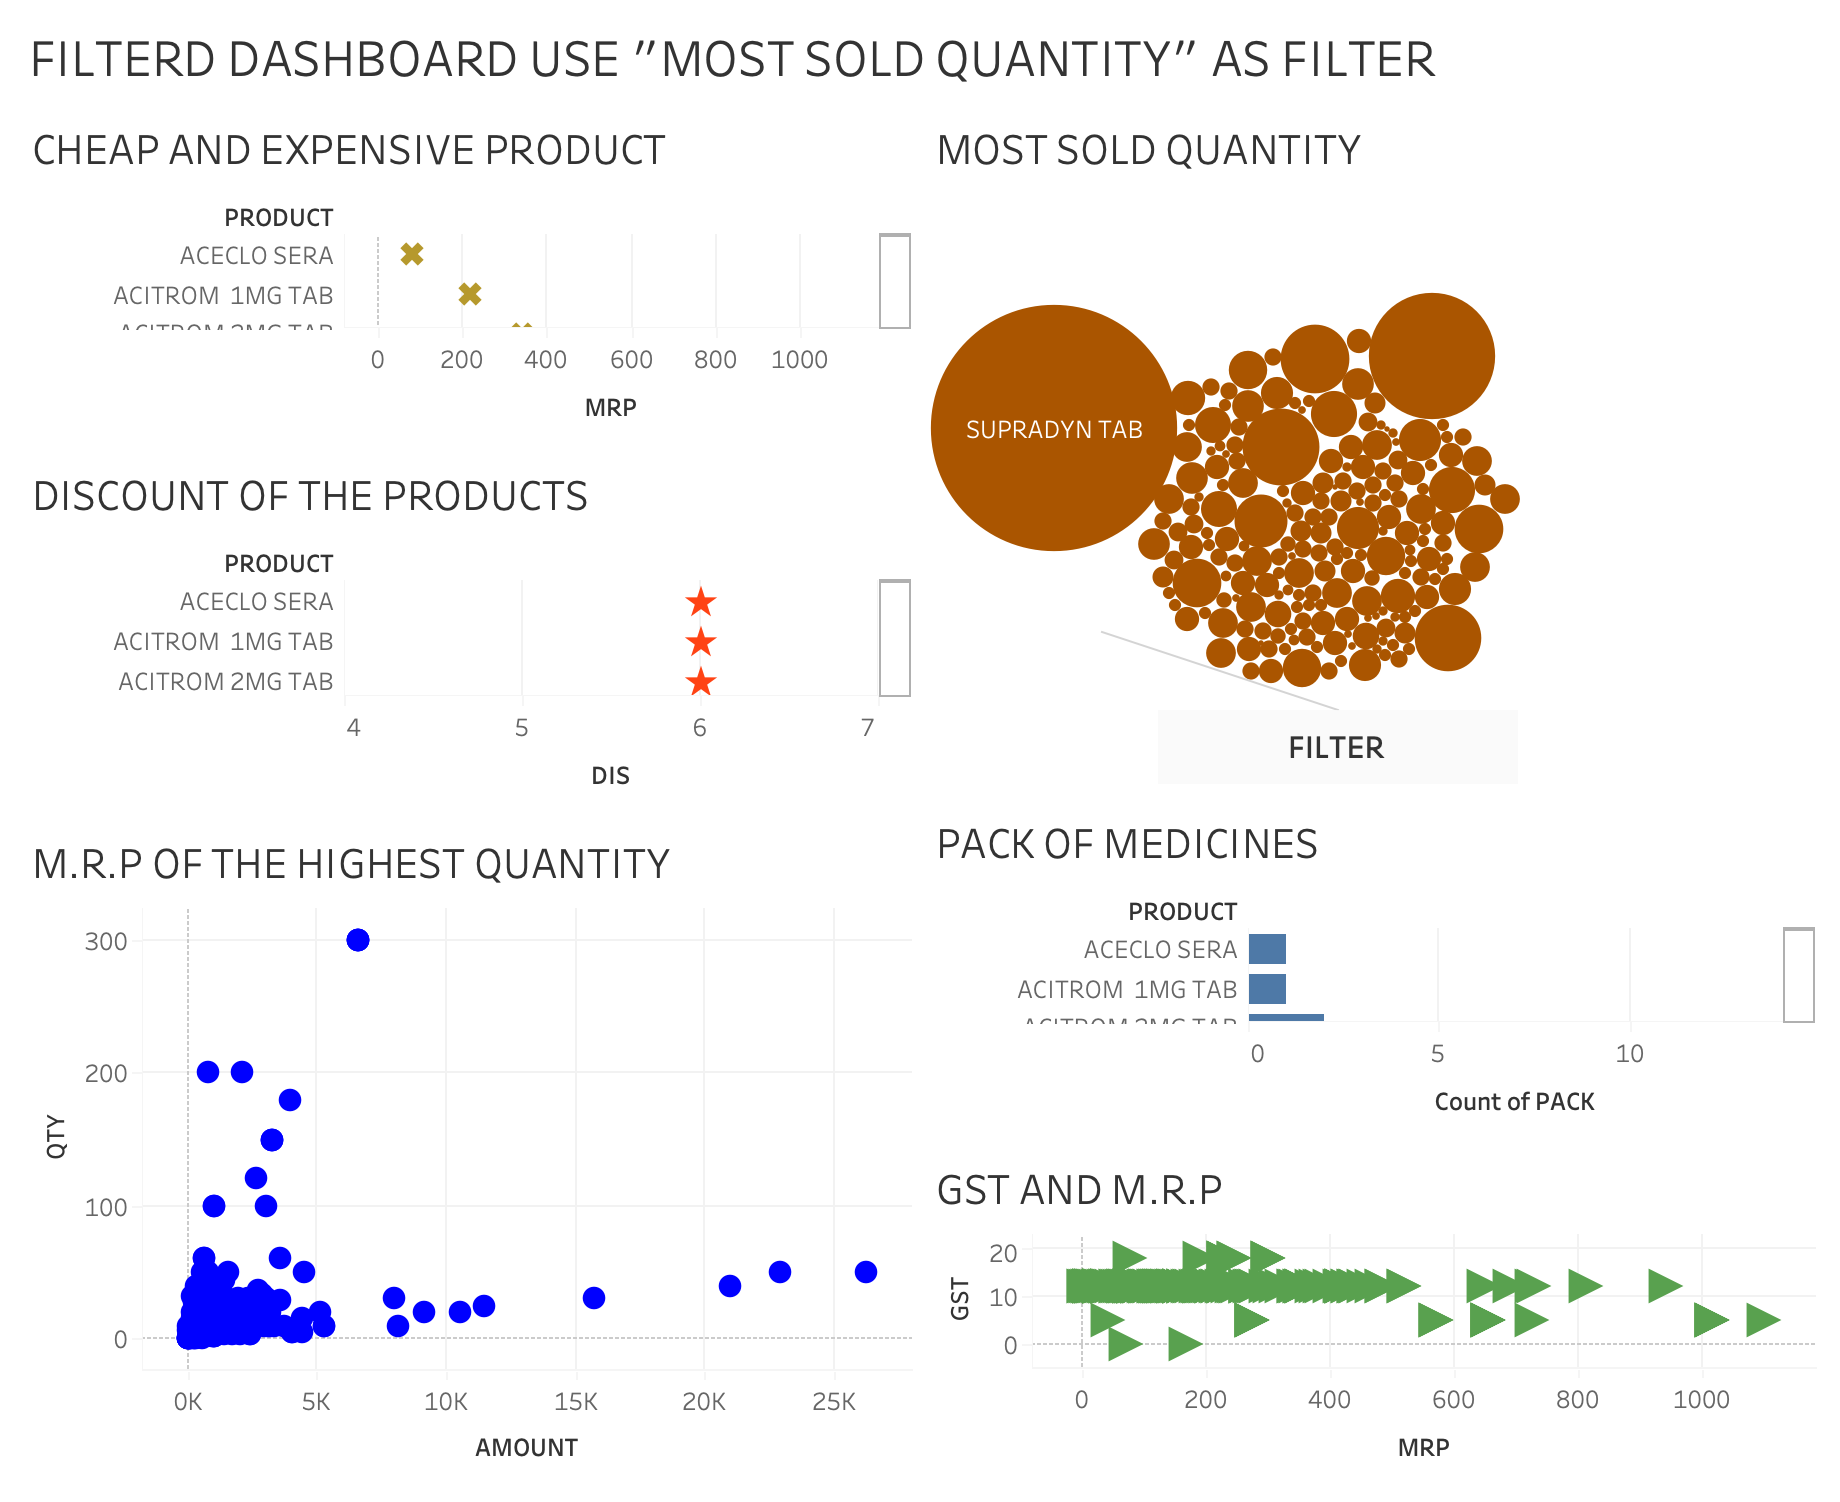 FILTERD DASHBOARD USE "MOST SOLD QUANTITY" AS FILTER
CHEAP AND EXPENSIVE PRODUCT
PRODUCT
ACECLO SERA
ACITROM 1MG TAB
0 200 400 600 800 1000
MRP
MOST SOLD QUANTITY
SUPRADYN TAB
FILTER
DISCOUNT OF THE PRODUCTS
PRODUCT
ACECLO SERA
ACITROM 1MG TAB
ACITROM 2MG TAB
4 5 6 7
DIS
M.R.P OF THE HIGHEST QUANTITY
300
200
100
0
QTY
0K 5K 10K 15K 20K 25K
AMOUNT
PACK OF MEDICINES
PRODUCT
ACECLO SERA
ACITROM 1MG TAB
0 5 10
Count of PACK
GST AND M.R.P
20
10
0
GST
0 200 400 600 800 1000
MRP